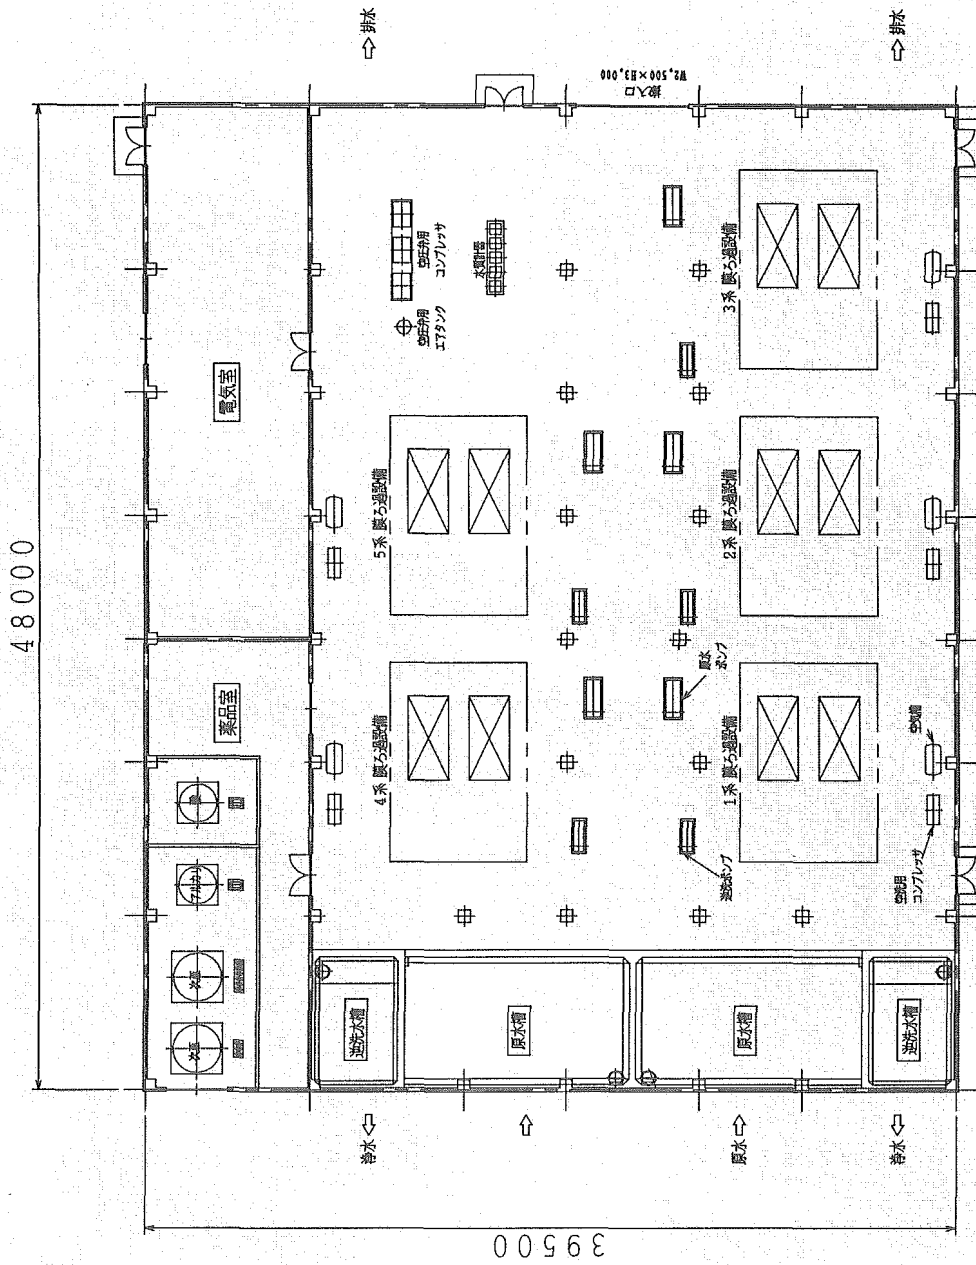 48000
39500
電気室
薬品室
酸
アルカリ
次亜
次亜
空圧弁用
コンプレッサ
空圧弁用
エアタンク
水質計器
搬入口
W2,500×H3,000
排水
排水
5系 膜ろ過設備
4系 膜ろ過設備
3系 膜ろ過設備
2系 膜ろ過設備
1系 膜ろ過設備
原水
ポンプ
逆洗ポンプ
空気槽
空洗用
コンプレッサ
逆洗水槽
原水槽
原水槽
逆洗水槽
浄水
原水
浄水